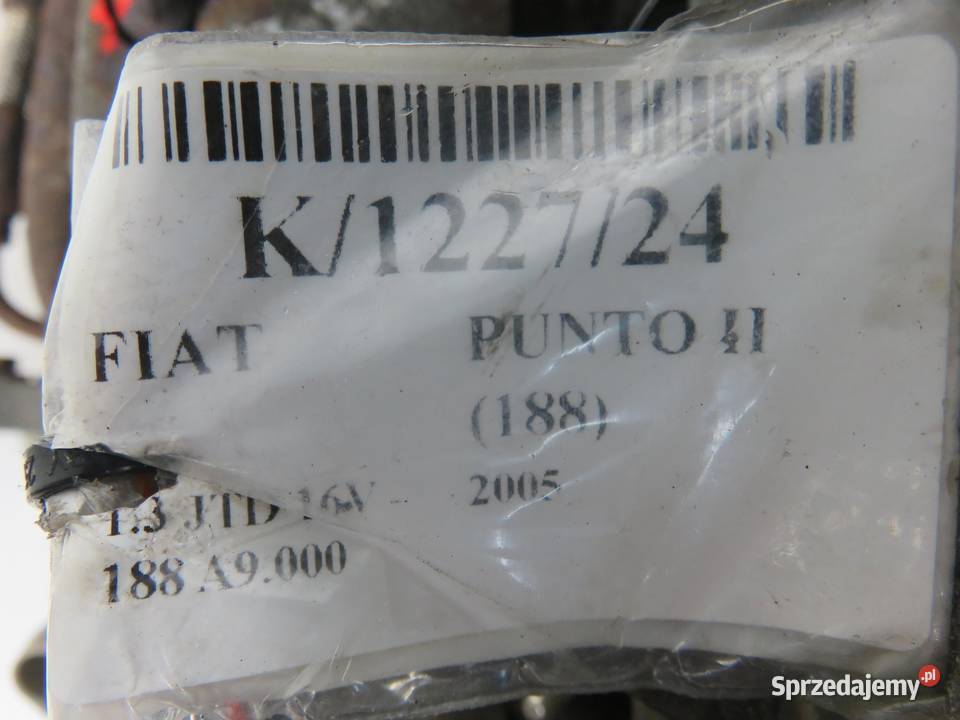 K/1227/24
FIAT PUNTO II
(188)
1.3 JTD 16V - 2005
188 A9.000
Sprzedajemy.pl